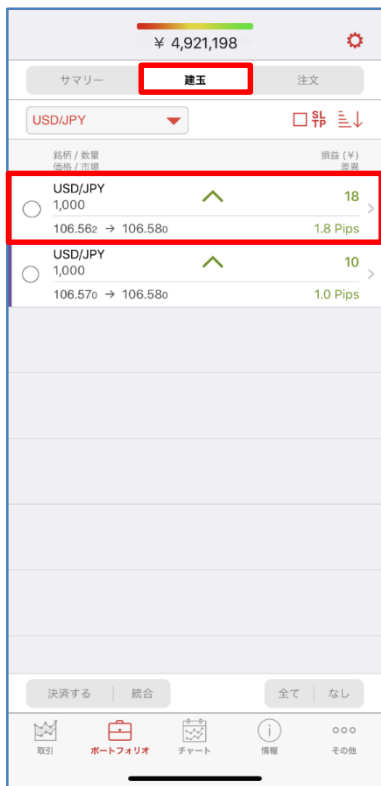 ¥ 4,921,198
サマリー 建玉 注文
USD/JPY SL TP
銘柄 / 数量 損益 (¥)
価格 / 市場 差異
USD/JPY
1,000 18
106.562 → 106.580 1.8 Pips
USD/JPY
1,000 10
106.570 → 106.580 1.0 Pips
決済する 統合 全て なし
取引 ポートフォリオ チャート 情報 その他